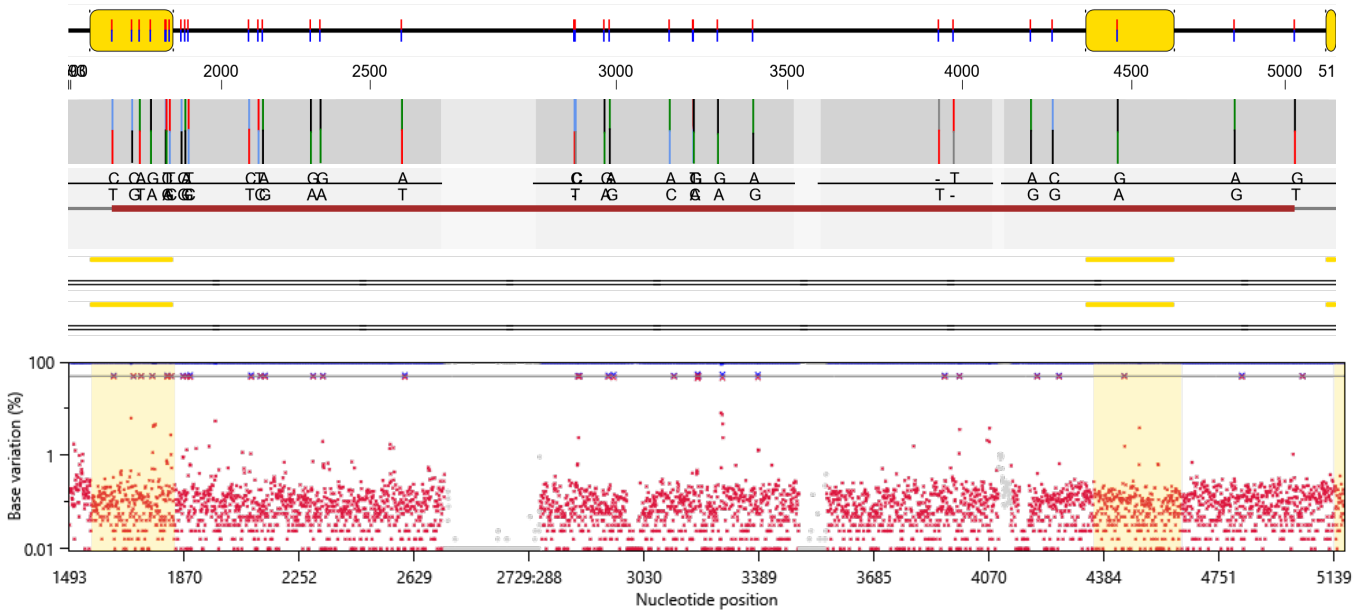 2000 2500 3000 3500 4000 4500 5000 51
C C A G C T A G G A G A A G A - T A C G A G
T G T A T C G A A T A G C A G T - G G A G T
100
1
0.01
Base variation (%)
1493 1870 2252 2629 2729:288 3030 3389 3685 4070 4384 4751 5139
Nucleotide position